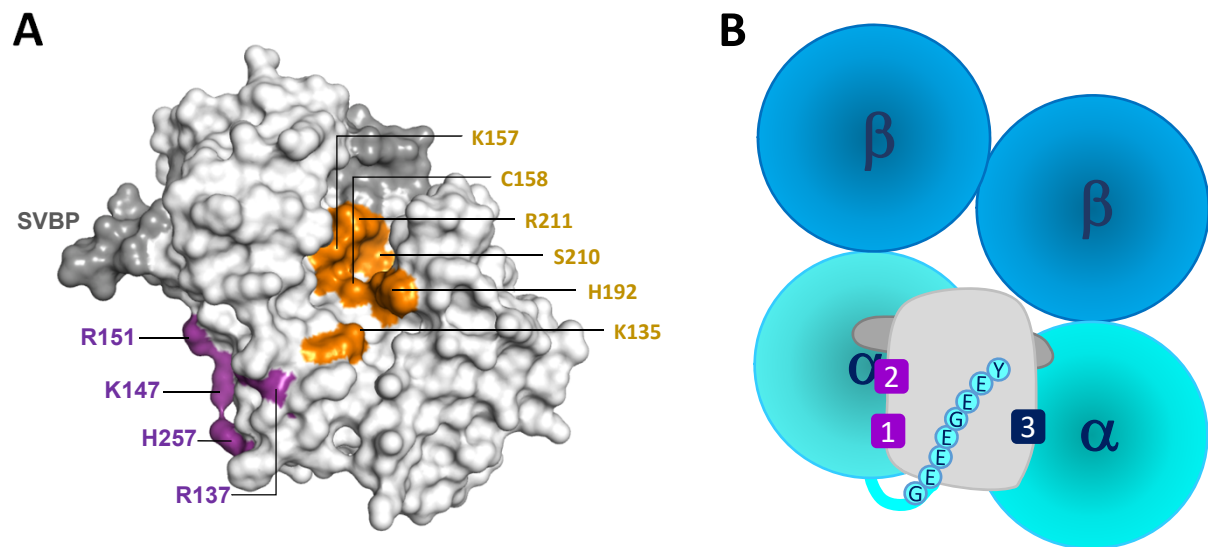 A
SVBP
K157
C158
R211
S210
H192
K135
R151
K147
H257
R137
B
β
β
α
α
2
1
3
Y
E
E
G
E
E
E
G